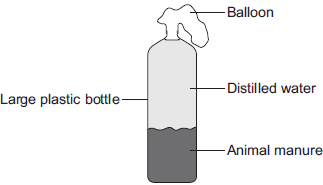 Balloon
Distilled water
Large plastic bottle
Animal manure